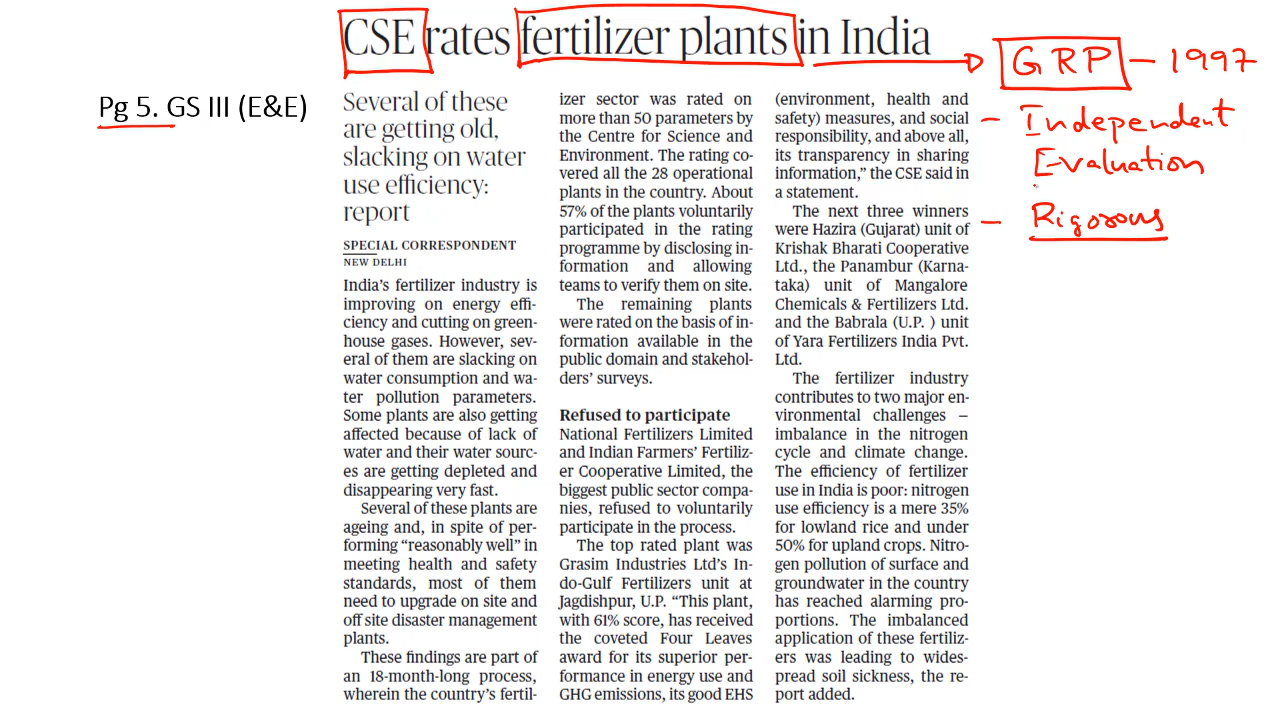 CSE rates fertilizer plants in India
GRP - 1997
- Independent
Evaluation
- Rigorous
Pg 5. GS III (E&E)
Several of these
are getting old,
slacking on water
use efficiency:
report
SPECIAL CORRESPONDENT
NEW DELHI
India's fertilizer industry is
improving on energy effi-
ciency and cutting on green-
house gases. However, sev-
eral of them are slacking on
water consumption and wa-
ter pollution parameters.
Some plants are also getting
affected because of lack of
water and their water sourc-
es are getting depleted and
disappearing very fast.
Several of these plants are
ageing and, in spite of per-
forming “reasonably well” in
meeting health and safety
standards, most of them
need to upgrade on site and
off site disaster management
plants.
These findings are part of
an 18-month-long process,
wherein the country's fertil-
izer sector was rated on
more than 50 parameters by
the Centre for Science and
Environment. The rating co-
vered all the 28 operational
plants in the country. About
57% of the plants voluntarily
participated in the rating
programme by disclosing in-
formation and allowing
teams to verify them on site.
The remaining plants
were rated on the basis of in-
formation available in the
public domain and stakehol-
ders' surveys.
Refused to participate
National Fertilizers Limited
and Indian Farmers' Fertiliz-
er Cooperative Limited, the
biggest public sector compa-
nies, refused to voluntarily
participate in the process.
The top rated plant was
Grasim Industries Ltd's In-
do-Gulf Fertilizers unit at
Jagdishpur, U.P. “This plant,
with 61% score, has received
the coveted Four Leaves
award for its superior per-
formance in energy use and
GHG emissions, its good EHS
(environment, health and
safety) measures, and social
responsibility, and above all,
its transparency in sharing
information,” the CSE said in
a statement.
The next three winners
were Hazira (Gujarat) unit of
Krishak Bharati Cooperative
Ltd., the Panambur (Karna-
taka) unit of Mangalore
Chemicals & Fertilizers Ltd.
and the Babrala (U.P. ) unit
of Yara Fertilizers India Pvt.
Ltd.
The fertilizer industry
contributes to two major en-
vironmental challenges –
imbalance in the nitrogen
cycle and climate change.
The efficiency of fertilizer
use in India is poor: nitrogen
use efficiency is a mere 35%
for lowland rice and under
50% for upland crops. Nitro-
gen pollution of surface and
groundwater in the country
has reached alarming pro-
portions. The imbalanced
application of these fertiliz-
ers was leading to wides-
pread soil sickness, the re-
port added.